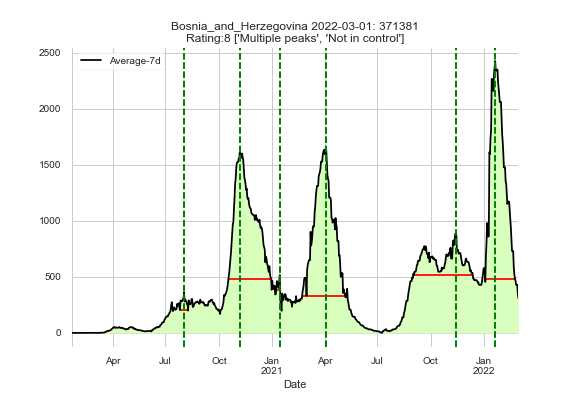 Bosnia_and_Herzegovina 2022-03-01: 371381
Rating:8 ['Multiple peaks', 'Not in control']
Average-7d
2500
2000
1500
1000
500
0
Apr Jul Oct Jan Apr Jul Oct Jan
2021 2022
Date